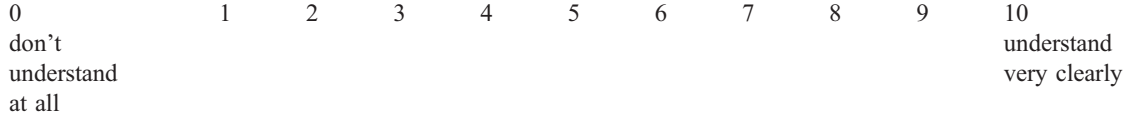 0 1 2 3 4 5 6 7 8 9 10
don't understand
understand very clearly
at all